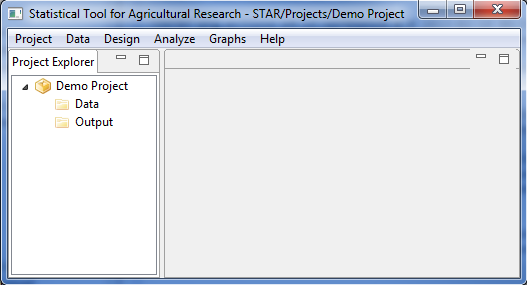 Statistical Tool for Agricultural Research - STAR/Projects/Demo Project
Project Data Design Analyze Graphs Help
Project Explorer
Demo Project
Data
Output